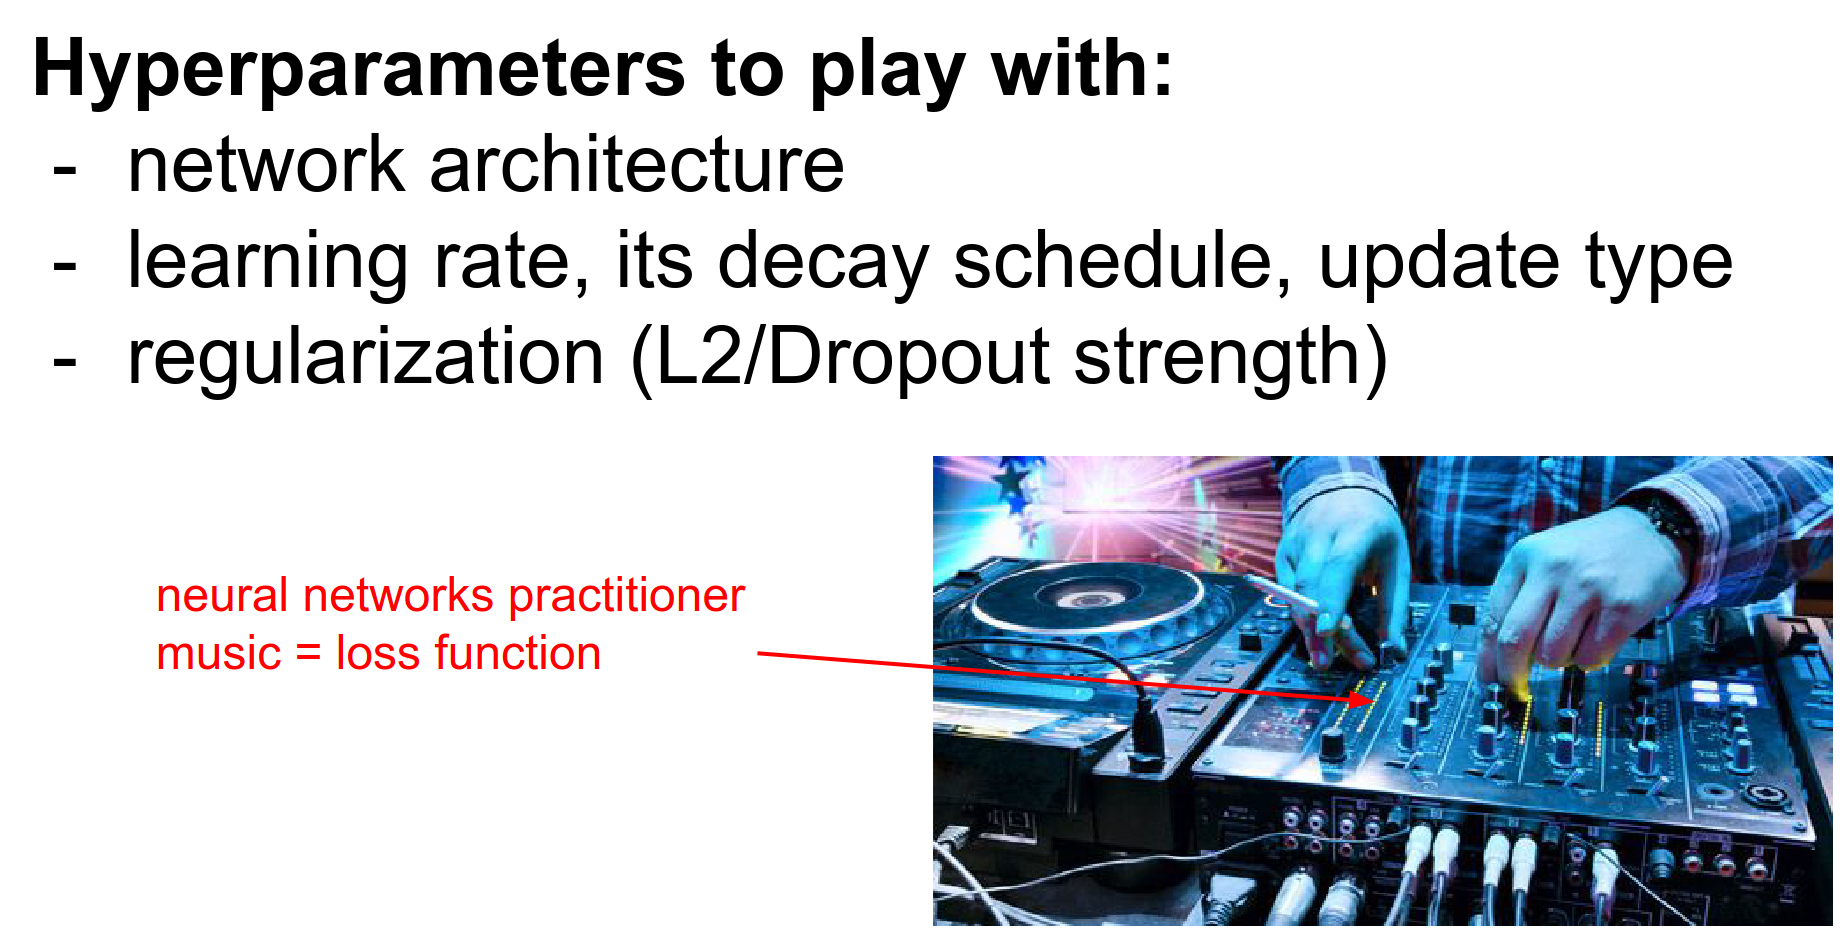 Hyperparameters to play with:
- network architecture
- learning rate, its decay schedule, update type
- regularization (L2/Dropout strength)
neural networks practitioner
music = loss function